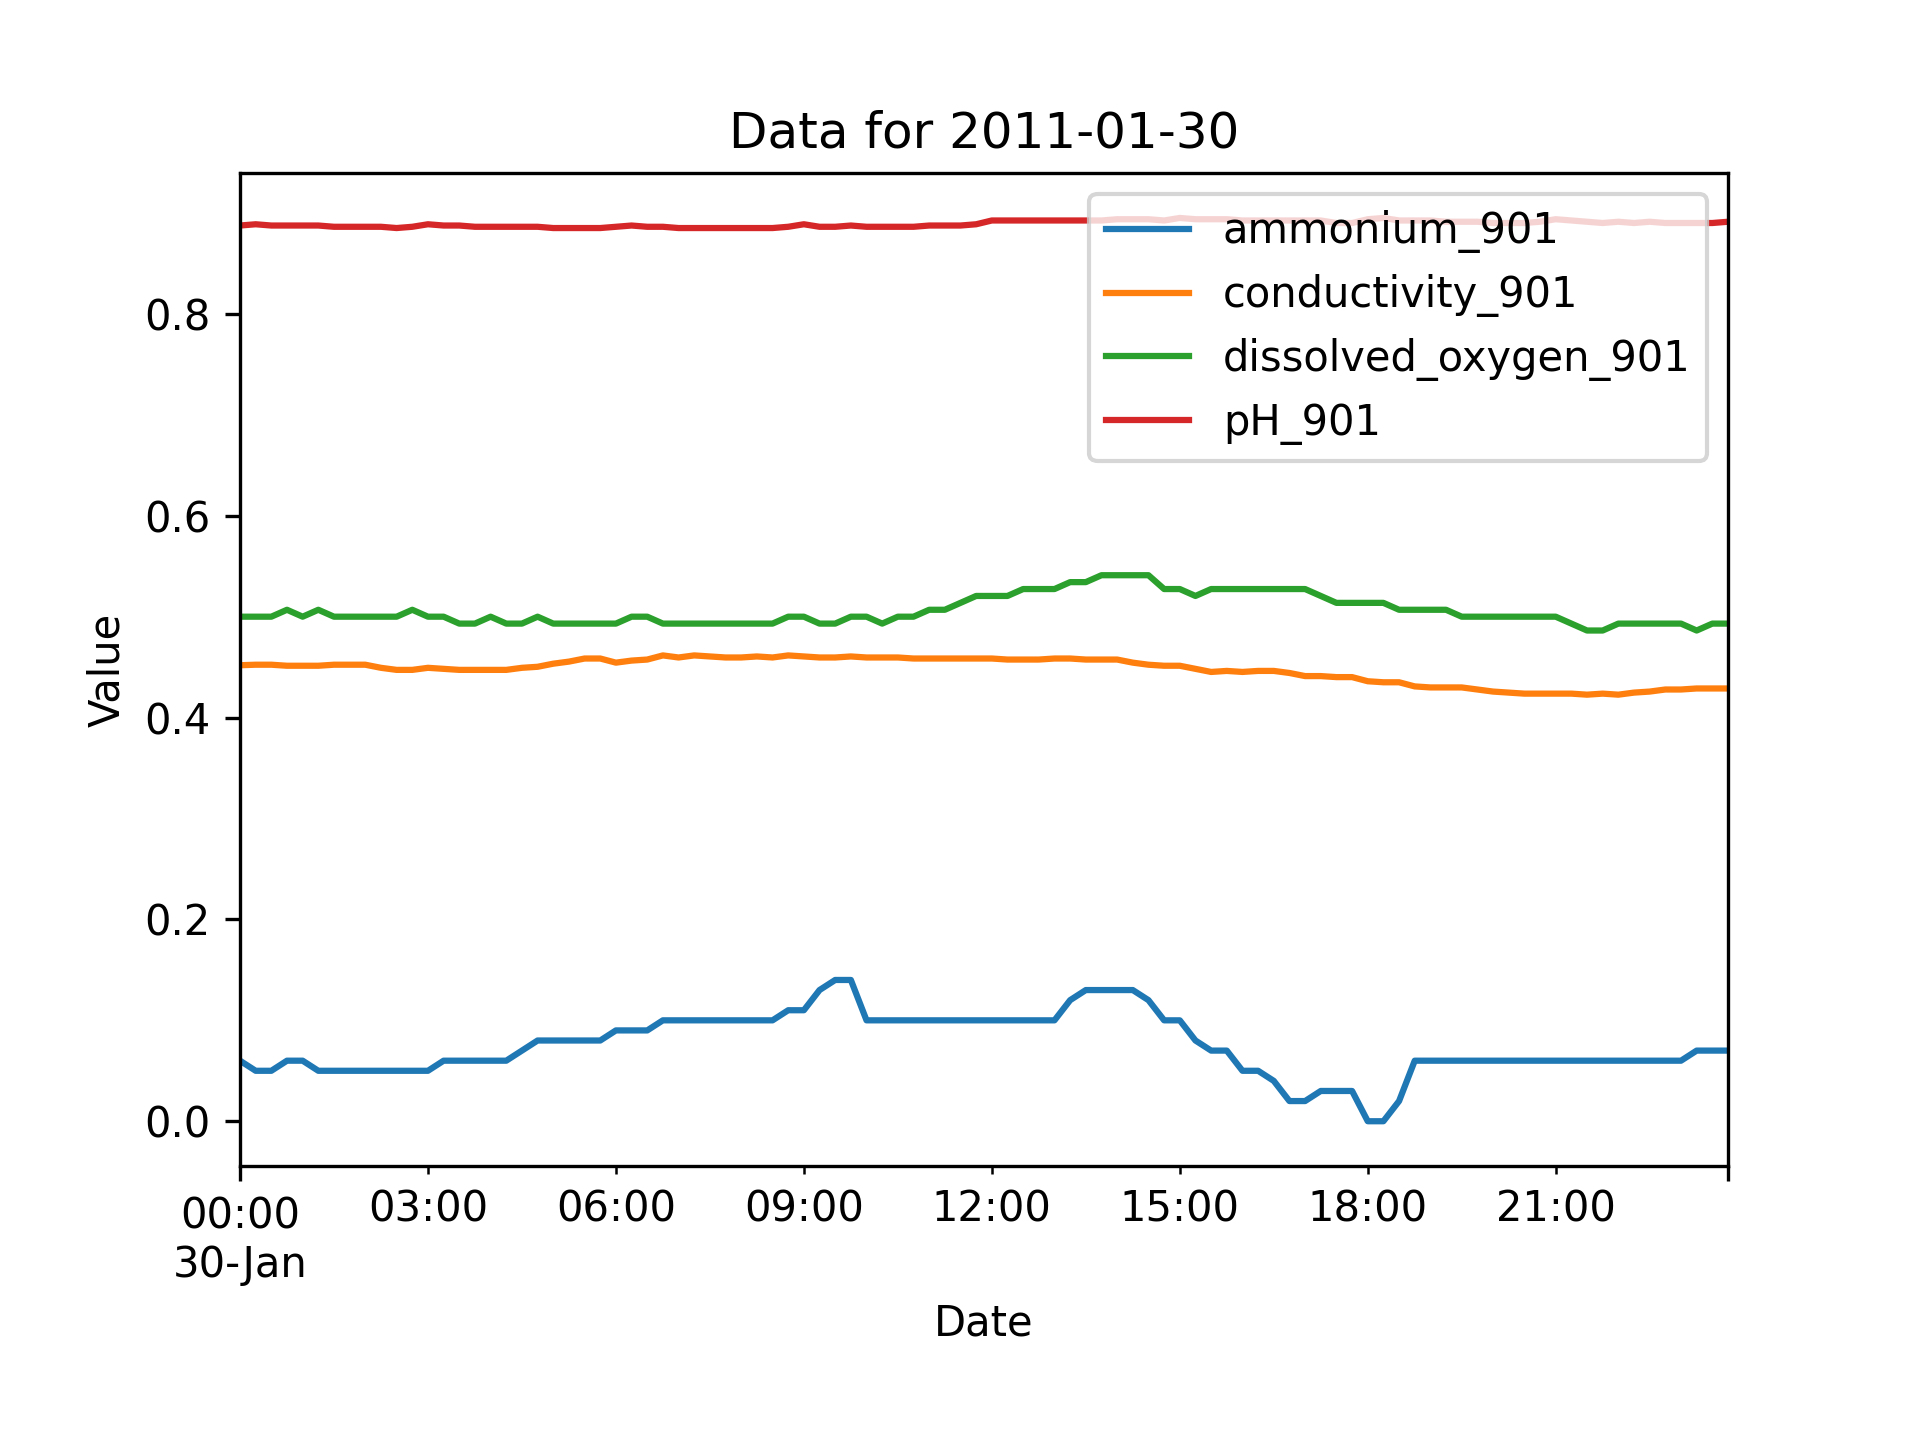 Data for 2011-01-30
ammonium_901
conductivity_901
dissolved_oxygen_901
pH_901
0.8
0.6
0.4
0.2
0.0
Value
00:00 03:00 06:00 09:00 12:00 15:00 18:00 21:00
30-Jan
Date